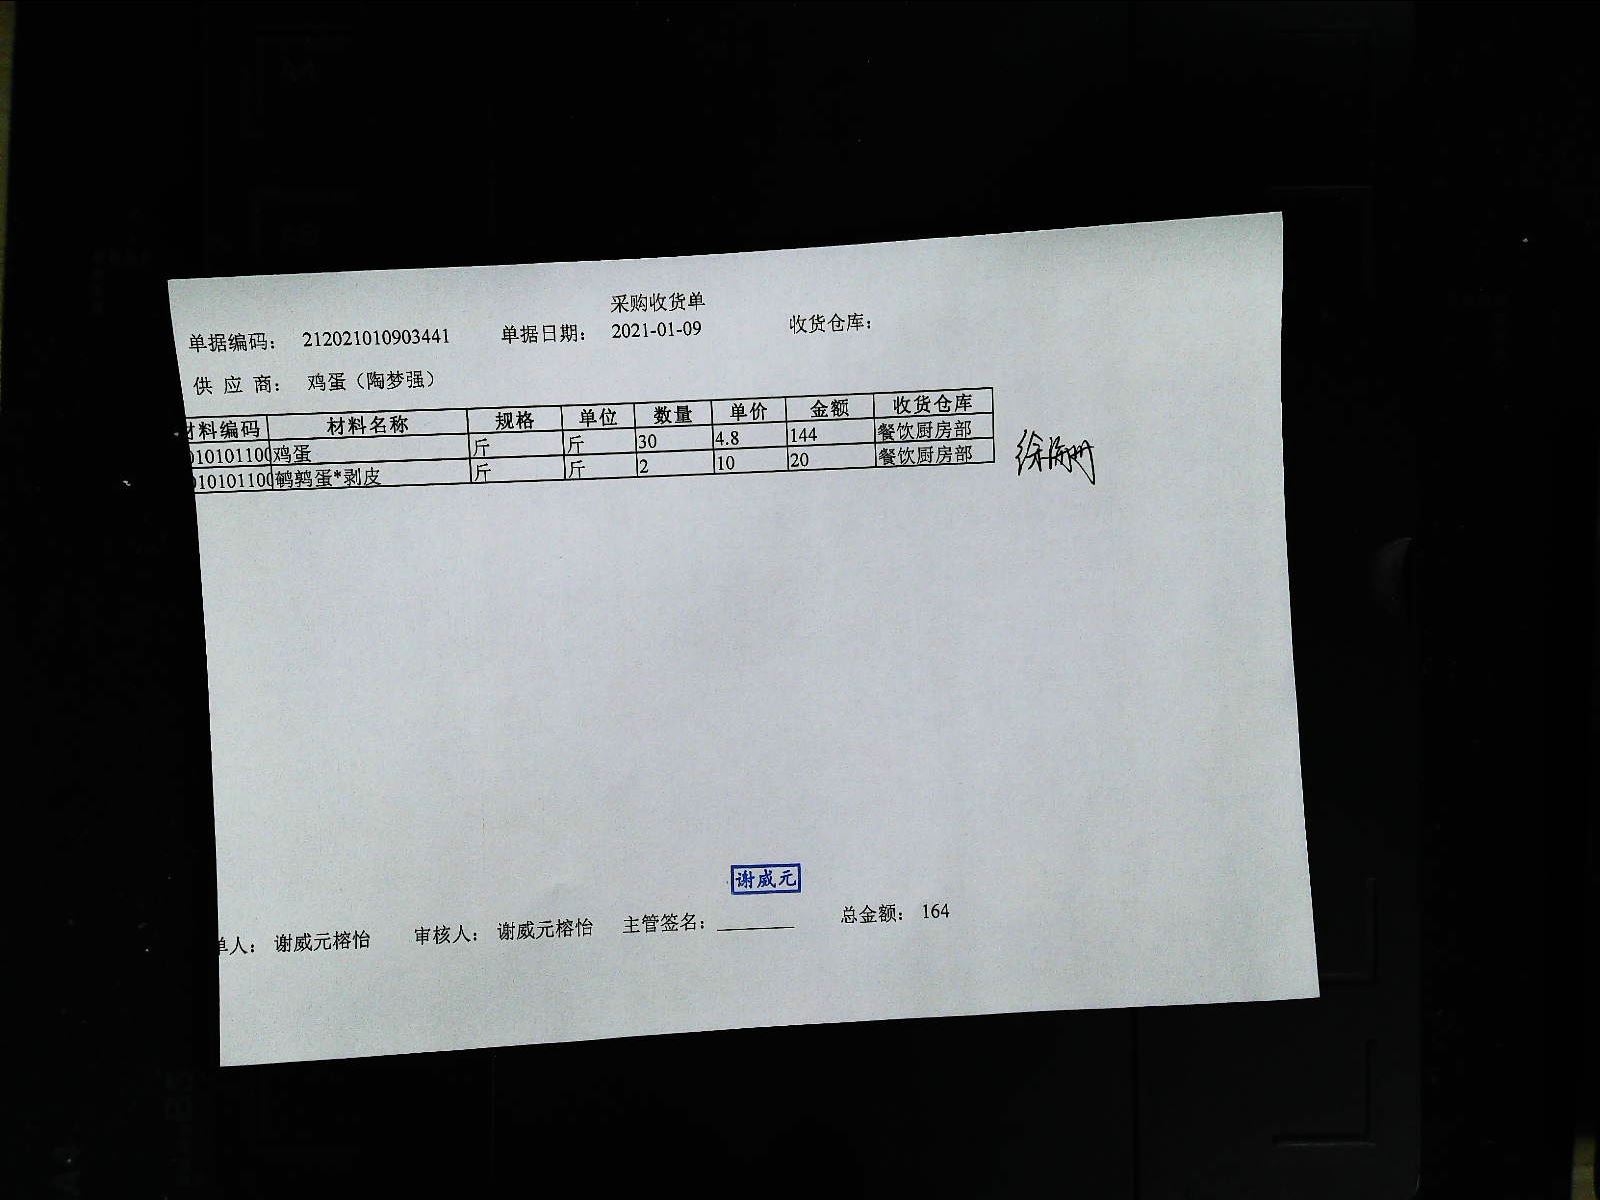 采购收货单
单据编码： 212021010903441 单据日期： 2021-01-09 收货仓库：
供 应 商： 鸡蛋（陶梦强）
材料编码 材料名称 规格 单位 数量 单价 金额 收货仓库
010101100 鸡蛋 斤 斤 30 4.8 144 餐饮厨房部
010101100 鹌鹑蛋*剥皮 斤 斤 2 10 20 餐饮厨房部
谢威元
单人： 谢威元榕怡 审核人： 谢威元榕怡 主管签名： 总金额： 164